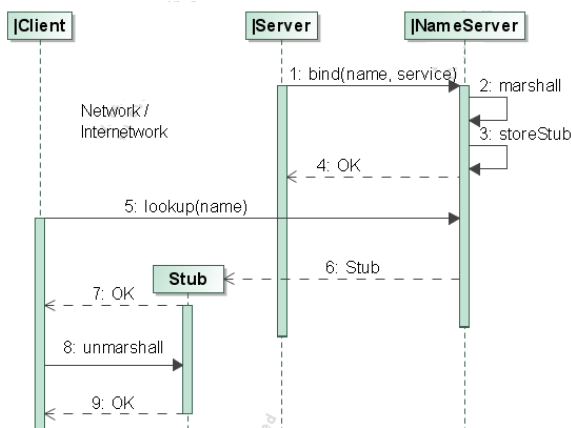 |Client
|Server
|NameServer
1: bind(name, service)
2: marshall
Network /
Internetwork
3: storeStub
4: OK
5: lookup(name)
6: Stub
Stub
7: OK
8: unmarshall
9: OK